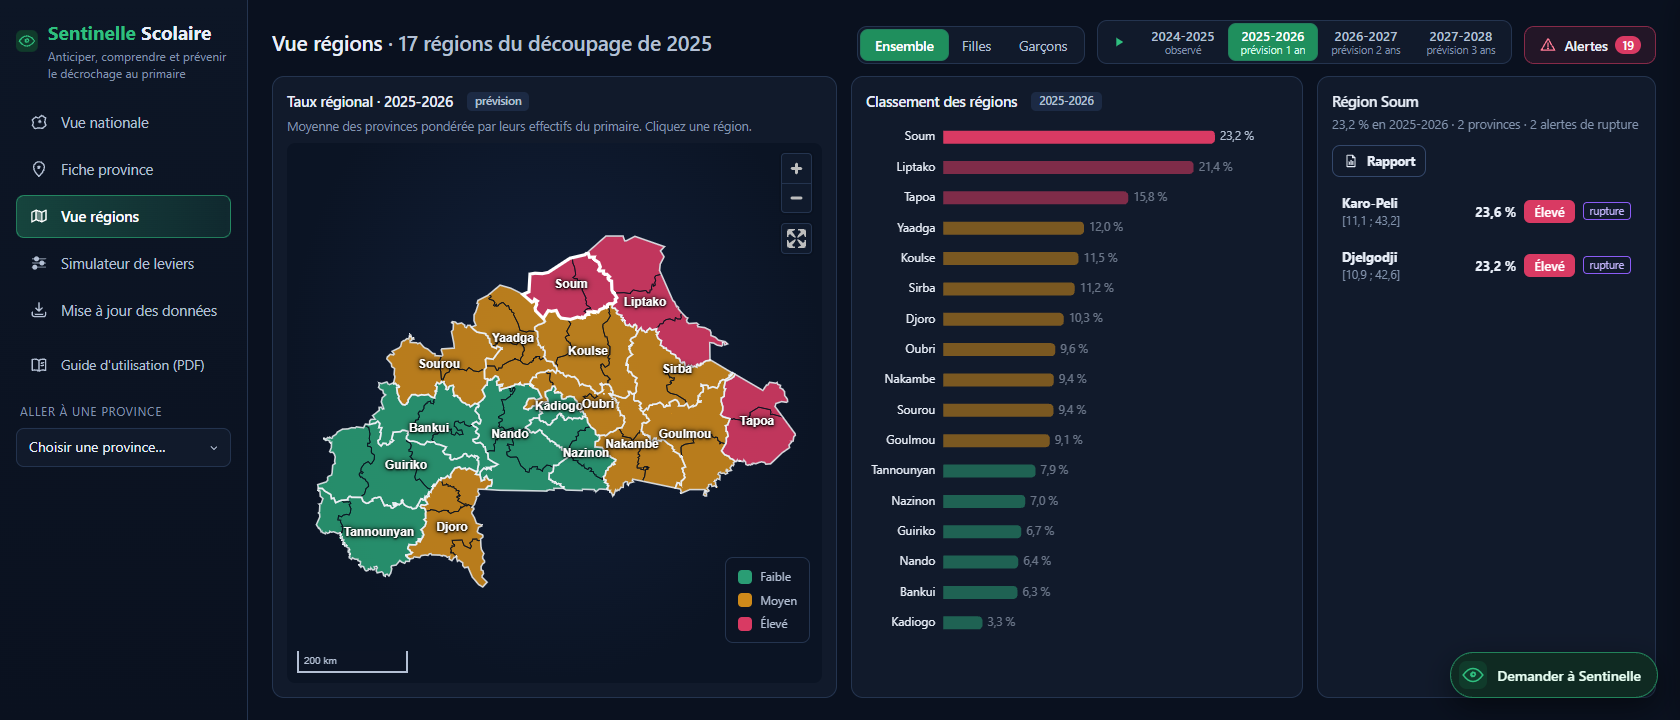 Sentinelle Scolaire
Anticiper, comprendre et prévenir
le décrochage au primaire
Vue nationale
Fiche province
Vue régions
Simulateur de leviers
Mise à jour des données
Guide d'utilisation (PDF)
ALLER À UNE PROVINCE
Choisir une province...
Vue régions · 17 régions du découpage de 2025
Ensemble
Filles
Garçons
2024-2025
observé
2025-2026
prévision 1 an
2026-2027
prévision 2 ans
2027-2028
prévision 3 ans
Alertes 19
Taux régional · 2025-2026 prévision
Moyenne des provinces pondérée par leurs effectifs du primaire. Cliquez une région.
+
−
Soum
Liptako
Yaadga
Koulse
Sourou
Sirba
Kadiogo
Oubri
Tapoa
Bankui
Nando
Goulmou
Nakambe
Nazinon
Guiriko
Djoro
Tannounyan
Faible
Moyen
Élevé
200 km
Classement des régions 2025-2026
Soum 23,2 %
Liptako 21,4 %
Tapoa 15,8 %
Yaadga 12,0 %
Koulse 11,5 %
Sirba 11,2 %
Djoro 10,3 %
Oubri 9,6 %
Nakambe 9,4 %
Sourou 9,4 %
Goulmou 9,1 %
Tannounyan 7,9 %
Nazinon 7,0 %
Guiriko 6,7 %
Nando 6,4 %
Bankui 6,3 %
Kadiogo 3,3 %
Région Soum
23,2 % en 2025-2026 · 2 provinces · 2 alertes de rupture
Rapport
Karo-Peli
[11,1 ; 43,2]
23,6 % Élevé rupture
Djelgodji
[10,9 ; 42,6]
23,2 % Élevé rupture
Demander à Sentinelle